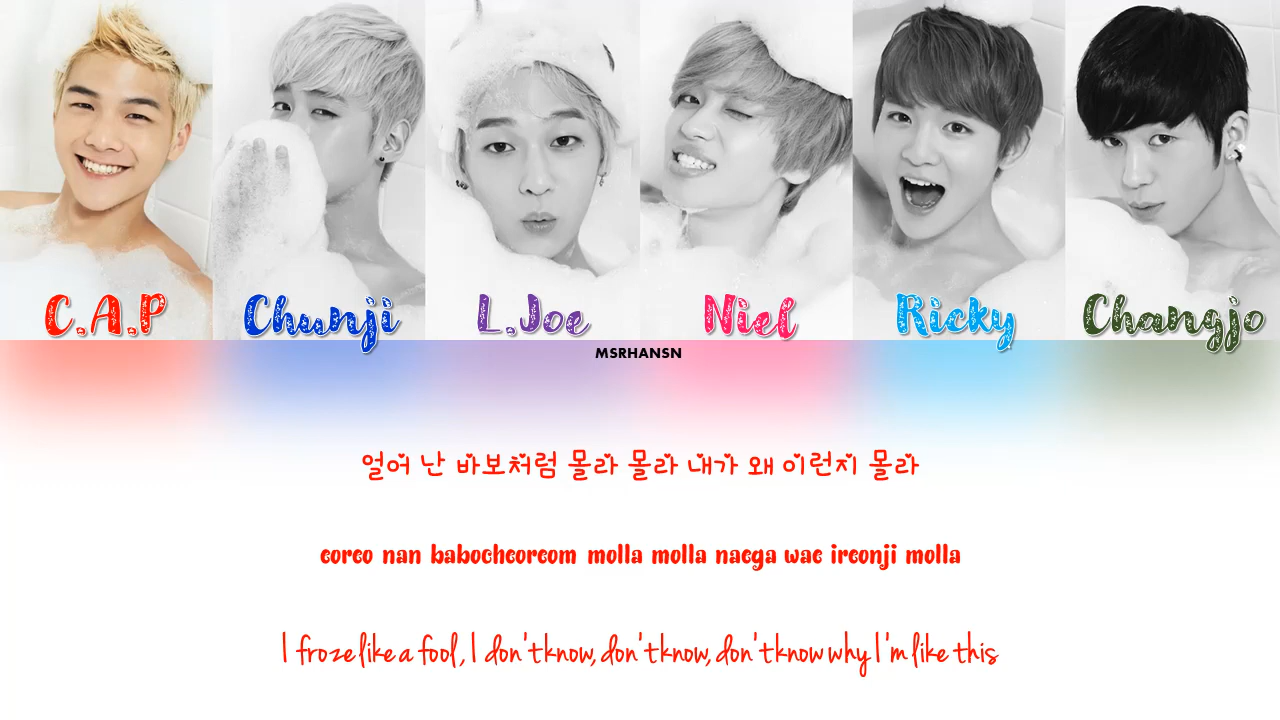 C.A.P
Chunji
L.Joe
Niel
Ricky
Changjo
MSRHANSN
얼어 난 바보처럼 몰라 몰라 내가 왜 이런지 몰라
eoreo nan babocheoreom molla molla naega wae ireonji molla
I froze like a fool, I don't know, don't know, don't know why I'm like this